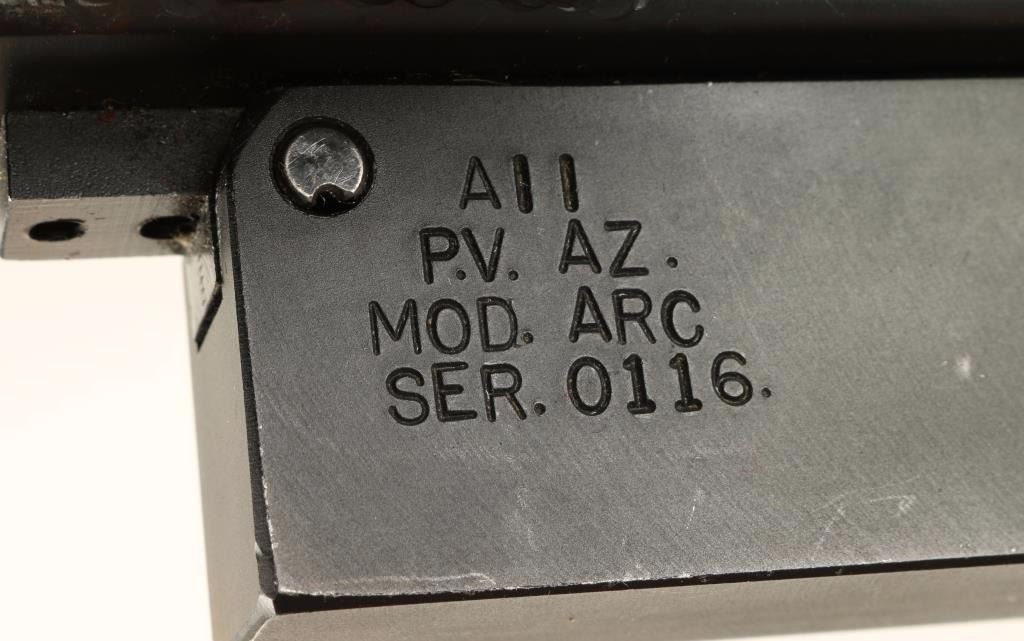 AII
P.V. AZ.
MOD. ARC
SER. 0116.